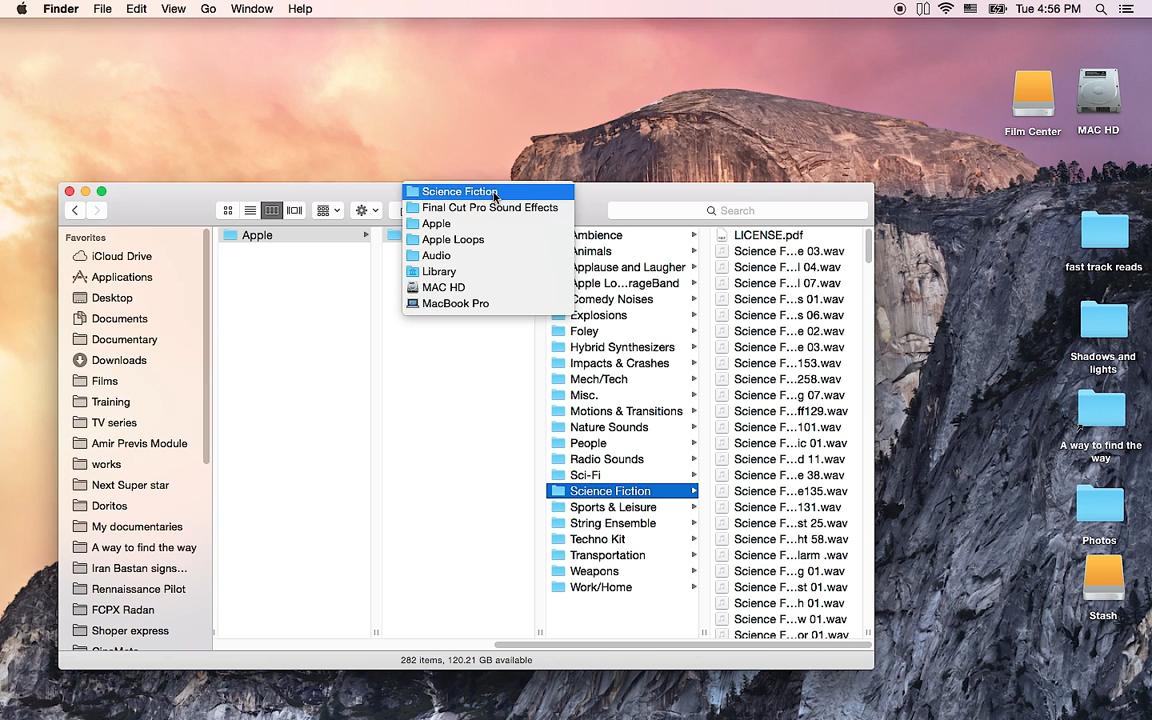 Finder File Edit View Go Window Help
Tue 4:56 PM
Film Center
MAC HD
fast track reads
Shadows and
lights
A way to find the
way
Photos
Stash
Search
Science Fiction
Final Cut Pro Sound Effects
Apple
Apple Loops
Audio
Library
MAC HD
MacBook Pro
Favorites
iCloud Drive
Applications
Desktop
Documents
Documentary
Downloads
Films
Training
TV series
Amir Previs Module
works
Next Super star
Doritos
My documentaries
A way to find the way
Iran Bastan signs...
Rennaissance Pilot
FCPX Radan
Shoper express
Apple
Ambience
Animals
Applause and Laugher
Apple Lo...rageBand
Comedy Noises
Explosions
Foley
Hybrid Synthesizers
Impacts & Crashes
Mech/Tech
Misc.
Motions & Transitions
Nature Sounds
People
Radio Sounds
Sci-Fi
Science Fiction
Sports & Leisure
String Ensemble
Techno Kit
Transportation
Weapons
Work/Home
LICENSE.pdf
Science F...e 03.wav
Science F...l 04.wav
Science F...l 07.wav
Science F...s 01.wav
Science F...s 06.wav
Science F...e 02.wav
Science F...e 03.wav
Science F...153.wav
Science F...258.wav
Science F...g 07.wav
Science F...ff129.wav
Science F...101.wav
Science F...ic 01.wav
Science F...d 11.wav
Science F...e 38.wav
Science F...e135.wav
Science F...131.wav
Science F...st 25.wav
Science F...ht 58.wav
Science F...larm .wav
Science F...g 01.wav
Science F...st 01.wav
Science F...h 01.wav
Science F...w 01.wav
Science F...or 01.wav
282 items, 120.21 GB available